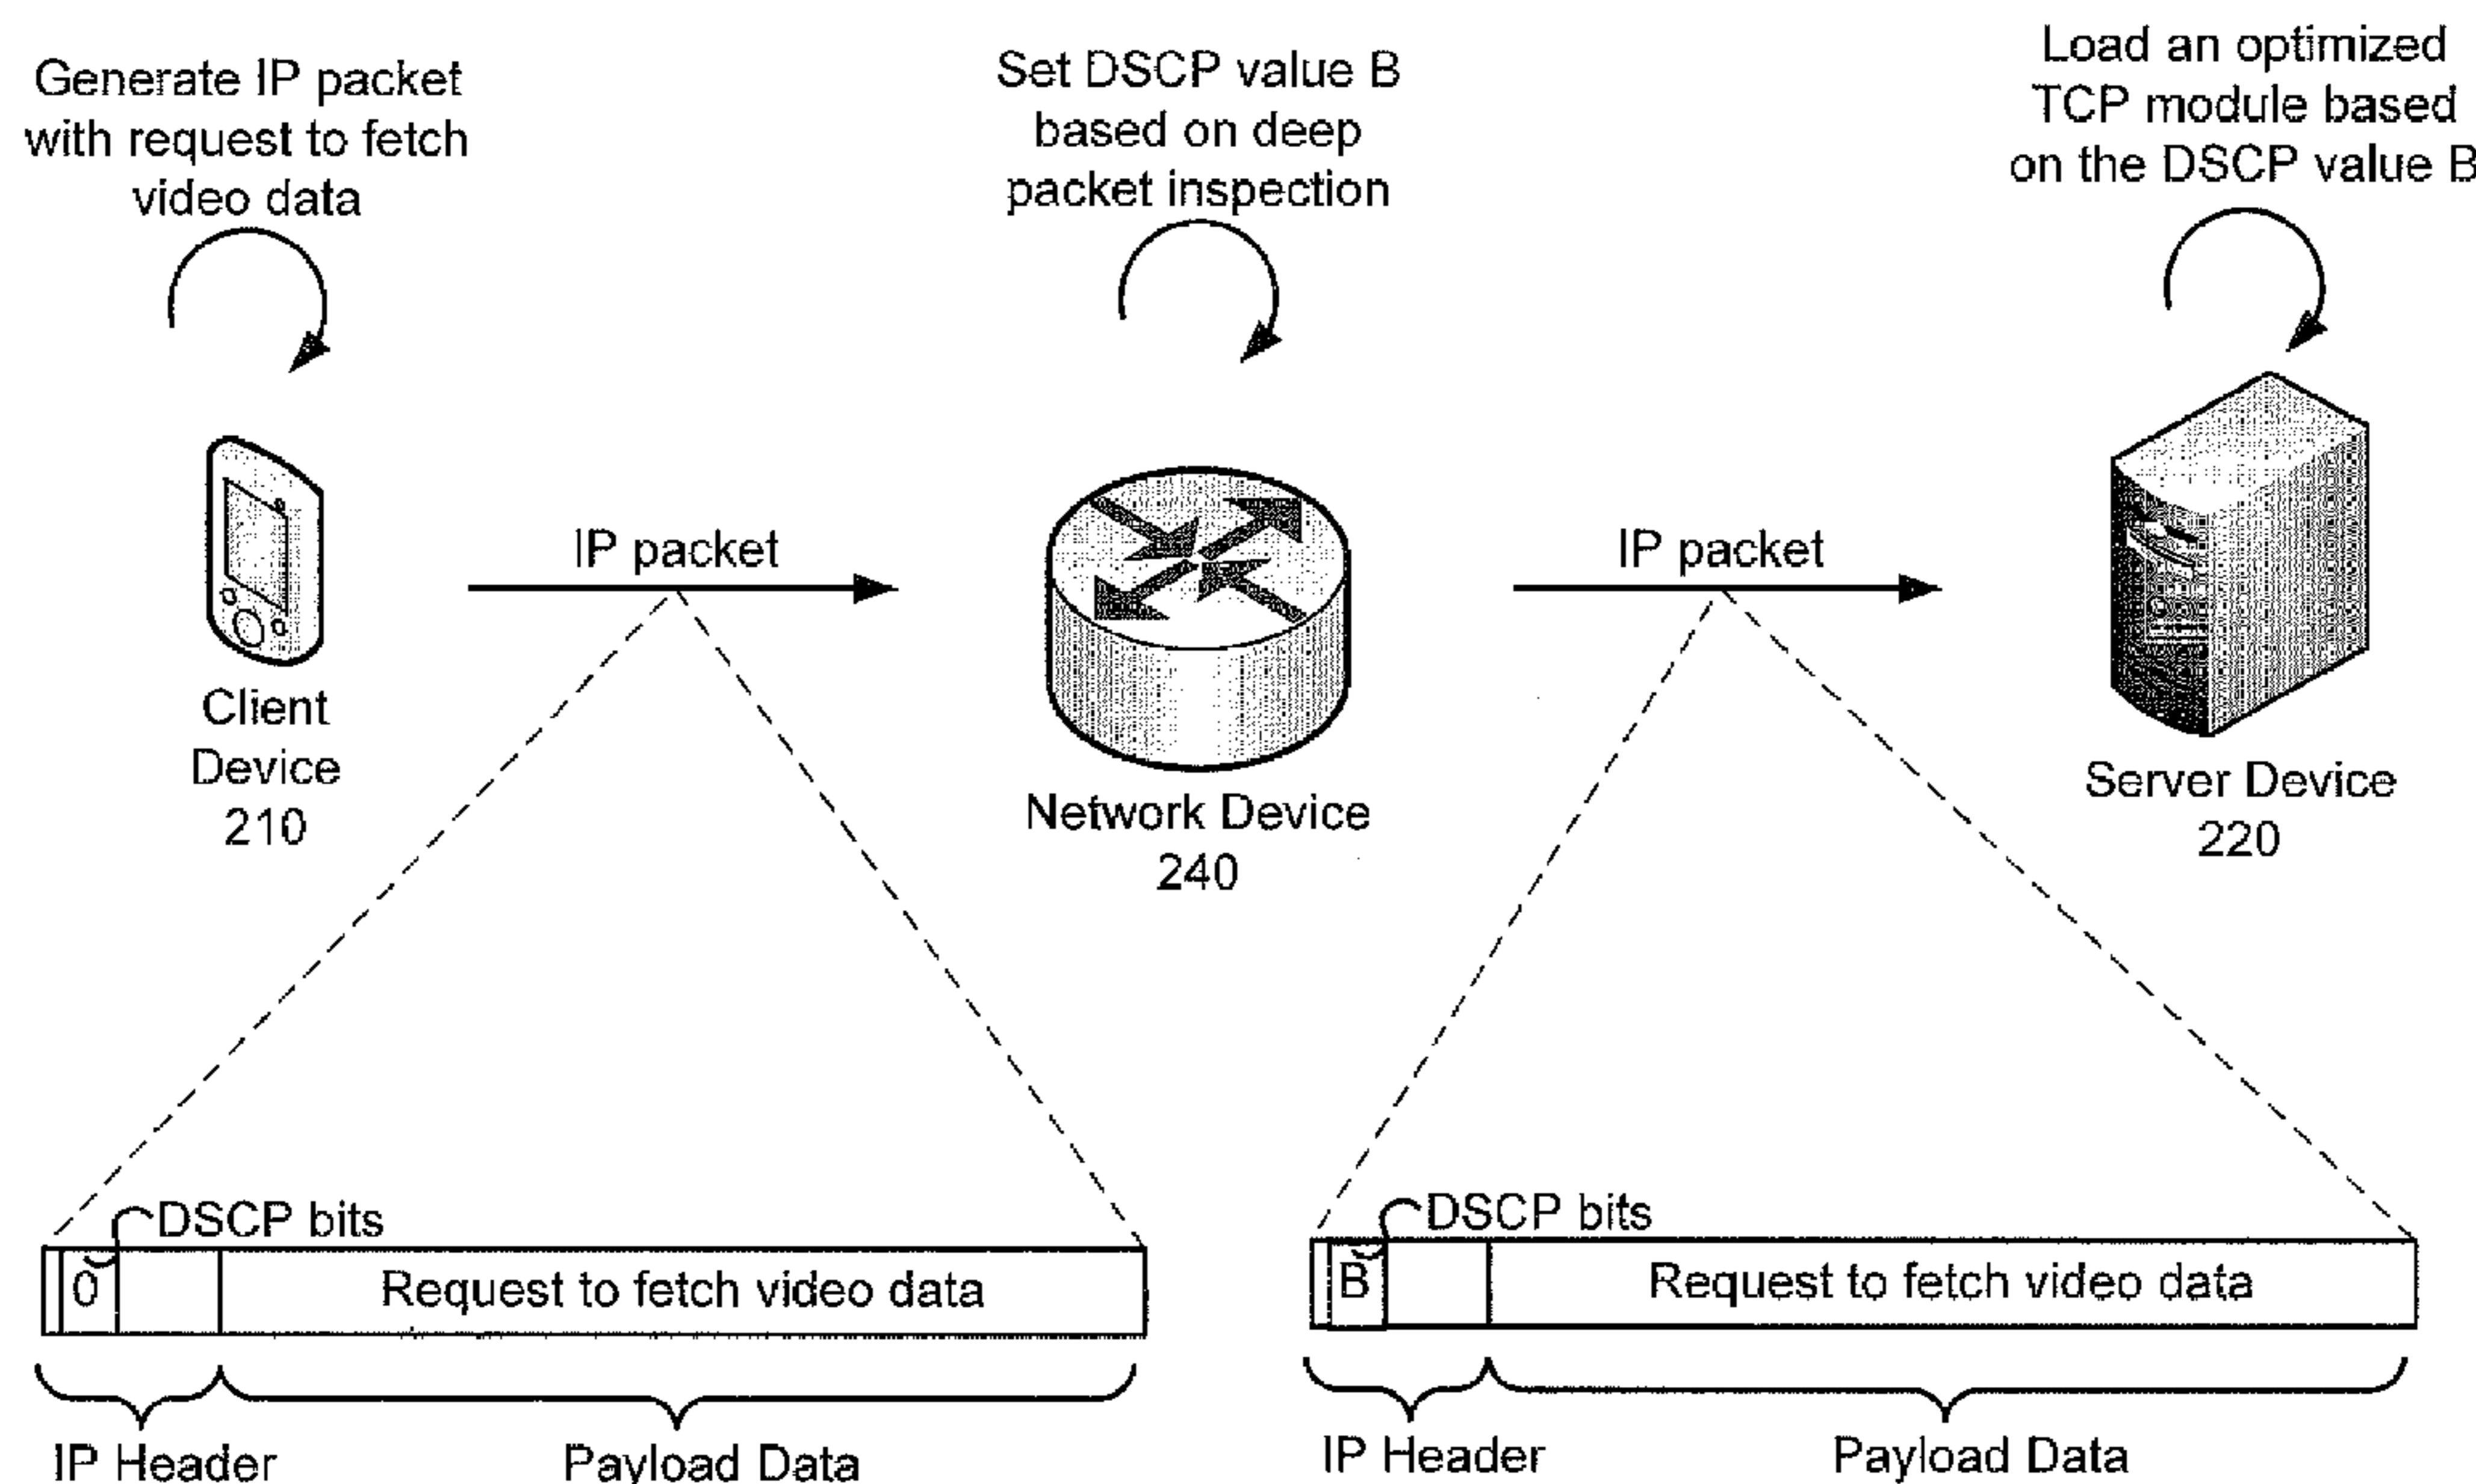 Generate IP packet
with request to fetch
video data
Set DSCP value B
based on deep
packet inspection
Load an optimized
TCP module based
on the DSCP value B
IP packet
IP packet
Client
Device
210
Network Device
240
Server Device
220
DSCP bits
0
Request to fetch video data
IP Header
Payload Data
DSCP bits
B
Request to fetch video data
IP Header
Payload Data